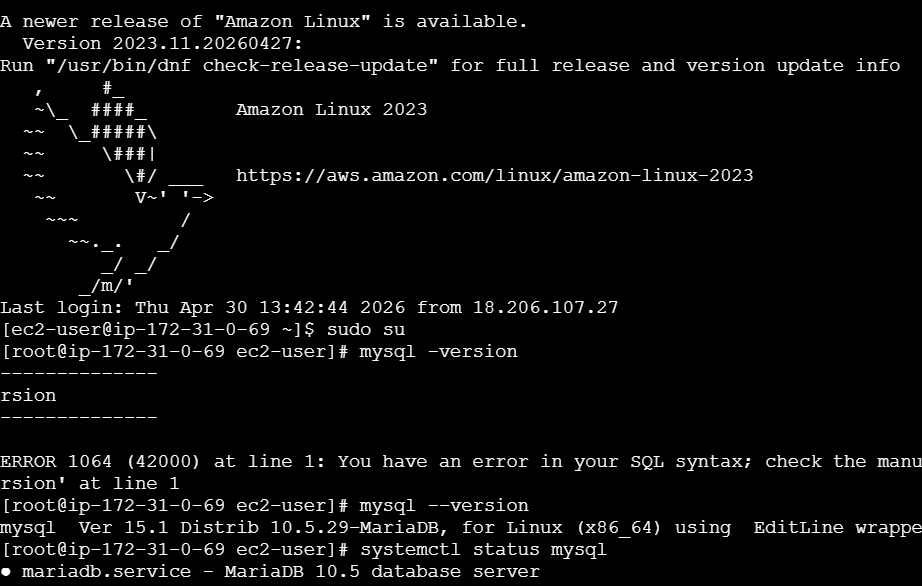 A newer release of "Amazon Linux" is available.
  Version 2023.11.20260427:
Run "/usr/bin/dnf check-release-update" for full release and version update info
   ,     #_
   ~\_  ####_        Amazon Linux 2023
  ~~  \_#####\
  ~~     \###|
  ~~       \#/ ___   https://aws.amazon.com/linux/amazon-linux-2023
   ~~       V~' '->
    ~~~         /
      ~~._.   _/
         _/ _/
       _/m/'
Last login: Thu Apr 30 13:42:44 2026 from 18.206.107.27
[ec2-user@ip-172-31-0-69 ~]$ sudo su
[root@ip-172-31-0-69 ec2-user]# mysql -version
--------------
rsion
--------------

ERROR 1064 (42000) at line 1: You have an error in your SQL syntax; check the manu
rsion' at line 1
[root@ip-172-31-0-69 ec2-user]# mysql --version
mysql  Ver 15.1 Distrib 10.5.29-MariaDB, for Linux (x86_64) using  EditLine wrappe
[root@ip-172-31-0-69 ec2-user]# systemctl status mysql
● mariadb.service - MariaDB 10.5 database server